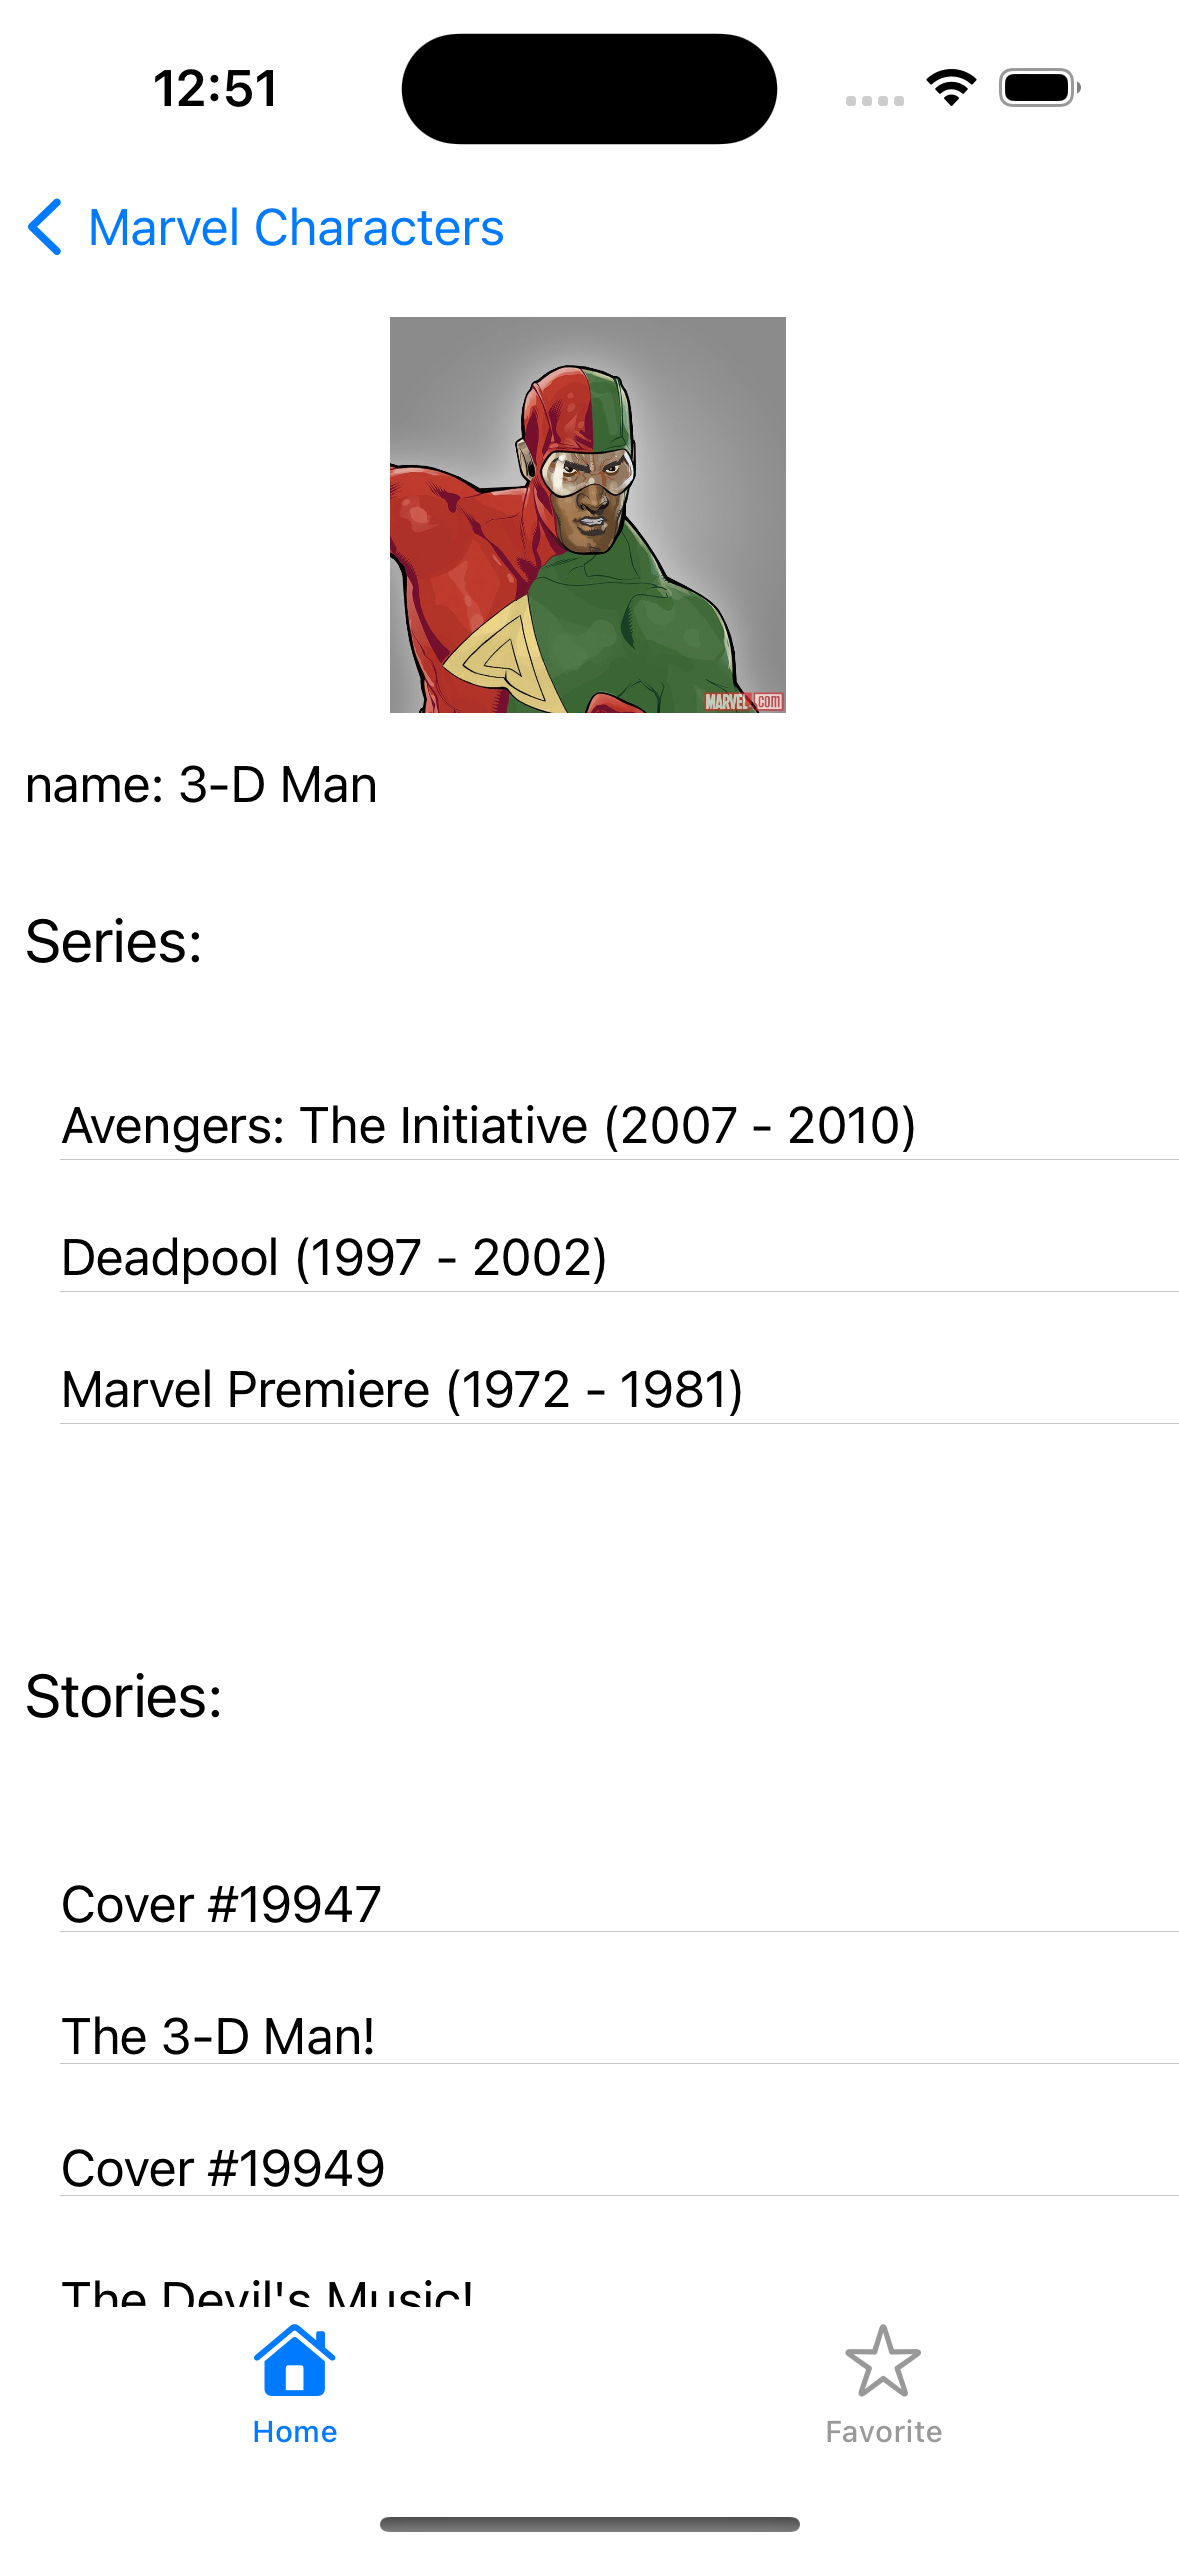 12:51
Marvel Characters
MARVEL.com
name: 3-D Man
Series:
Avengers: The Initiative (2007 - 2010)
Deadpool (1997 - 2002)
Marvel Premiere (1972 - 1981)
Stories:
Cover #19947
The 3-D Man!
Cover #19949
The Devil's Music!
Home
Favorite